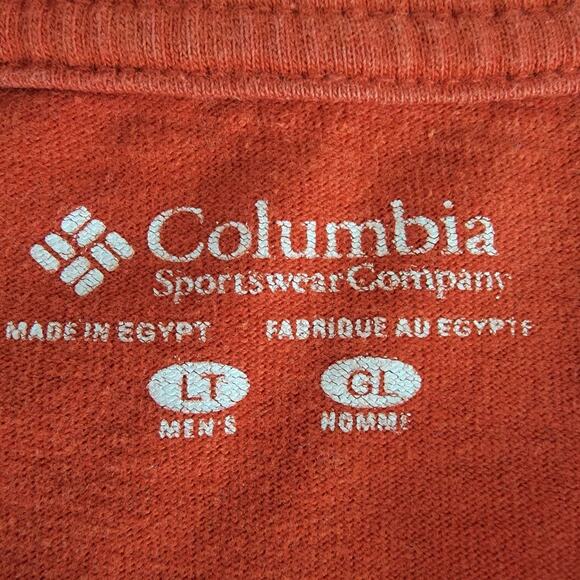 Columbia
Sportswear Company
MADE IN EGYPT FABRIQUE AU EGYPTE
LT GL
MEN'S HOMME